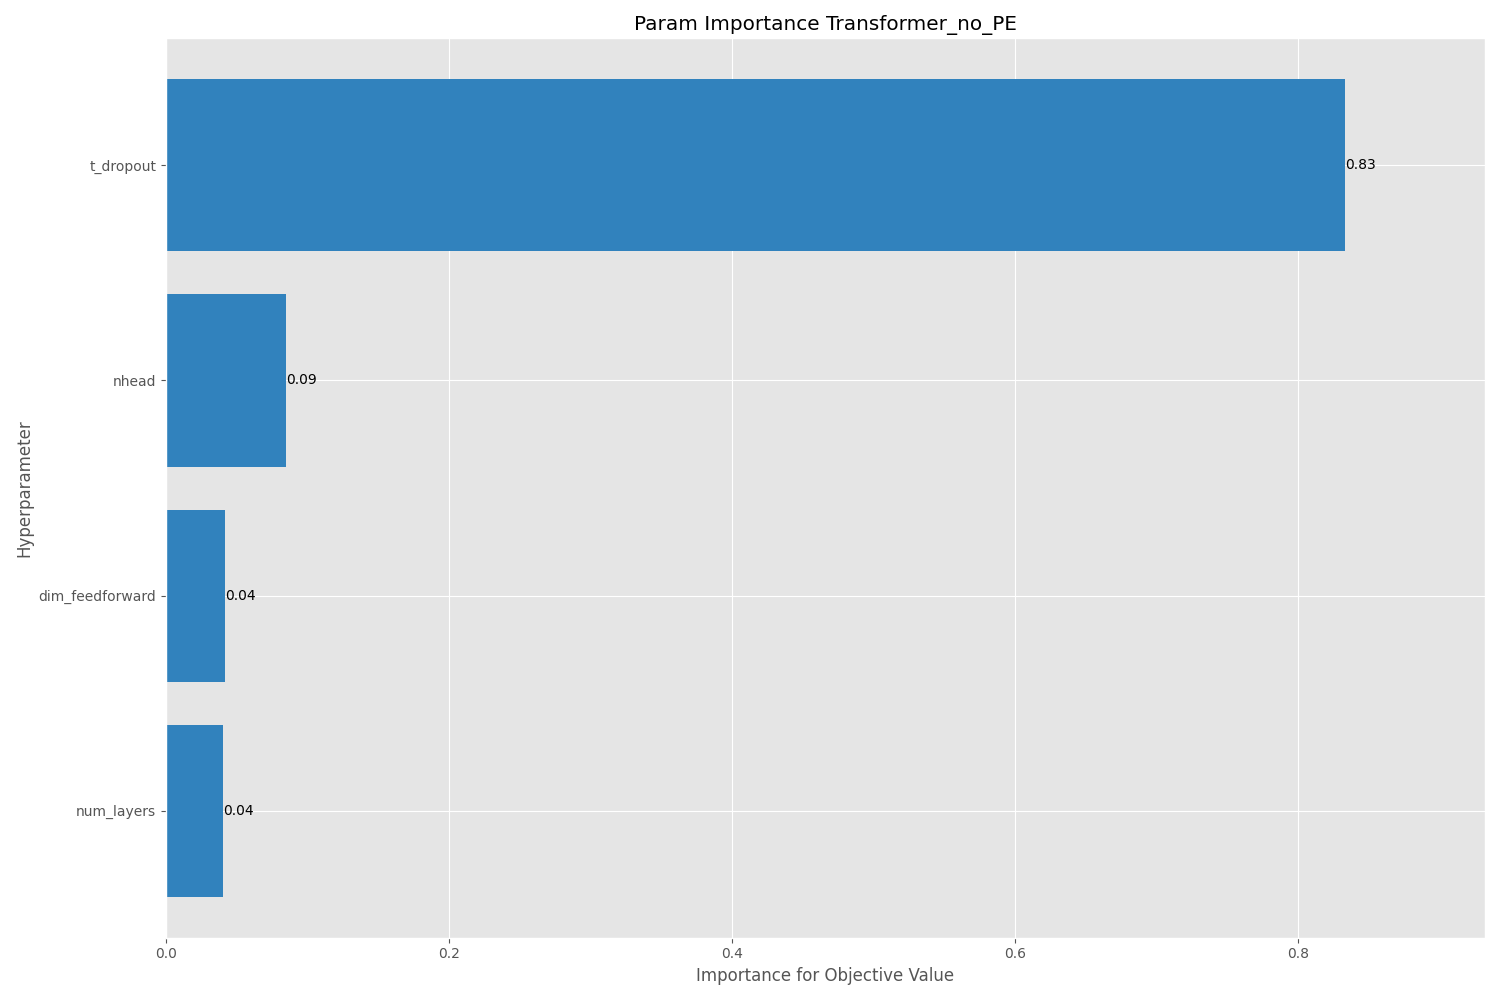 Param Importance Transformer_no_PE
t_dropout
0.83
nhead
0.09
dim_feedforward
0.04
num_layers
0.04
Hyperparameter
0.0 0.2 0.4 0.6 0.8
Importance for Objective Value